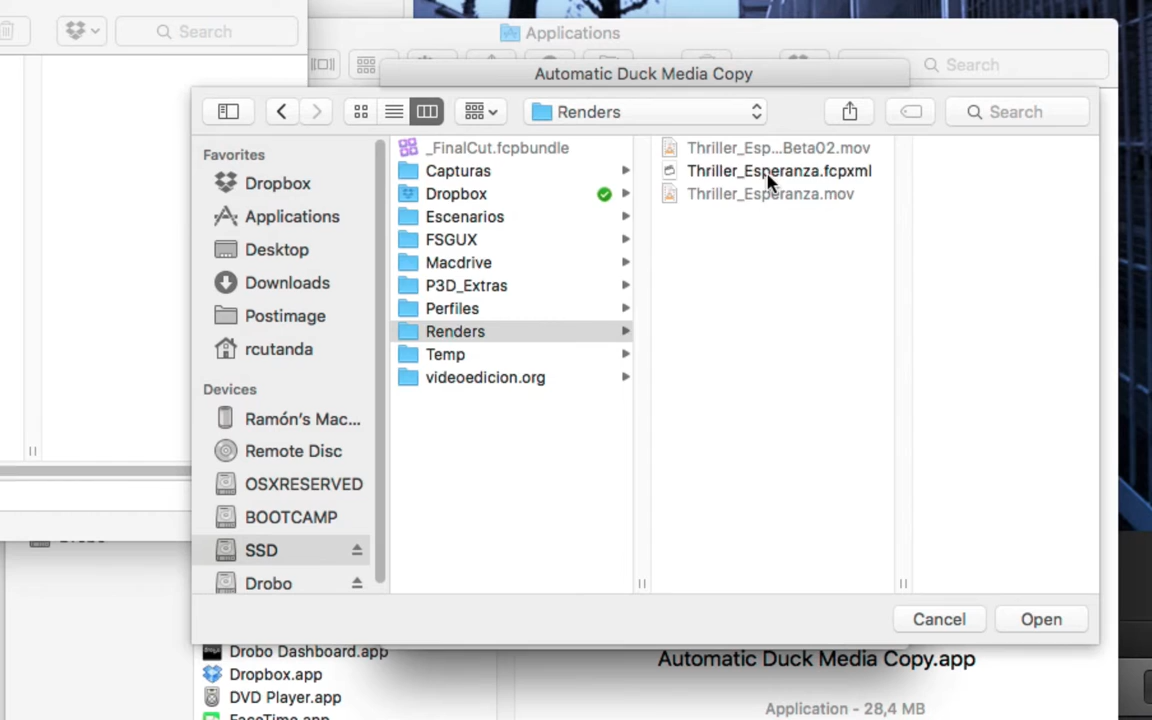 Search
Applications
Search
Automatic Duck Media Copy
Renders
Search
Favorites
Dropbox
Applications
Desktop
Downloads
Postimage
rcutanda
Devices
Ramón's Mac...
Remote Disc
OSXRESERVED
BOOTCAMP
SSD
Drobo
_FinalCut.fcpbundle
Capturas
Dropbox
Escenarios
FSGUX
Macdrive
P3D_Extras
Perfiles
Renders
Temp
videoedicion.org
Thriller_Esp...Beta02.mov
Thriller_Esperanza.fcpxml
Thriller_Esperanza.mov
Cancel
Open
Drobo Dashboard.app
Dropbox.app
DVD Player.app
FaceTime.app
Automatic Duck Media Copy.app
Application - 28,4 MB